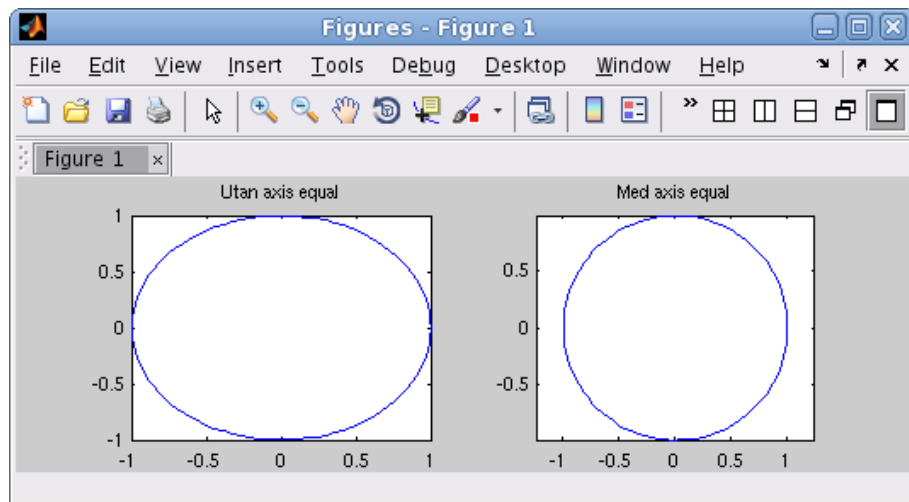 Figures - Figure 1
File Edit View Insert Tools Debug Desktop Window Help
Figure 1
Utan axis equal
Med axis equal
1
0.5
0
-0.5
-1
-1 -0.5 0 0.5 1
0.5
0
-0.5
-1 -0.5 0 0.5 1